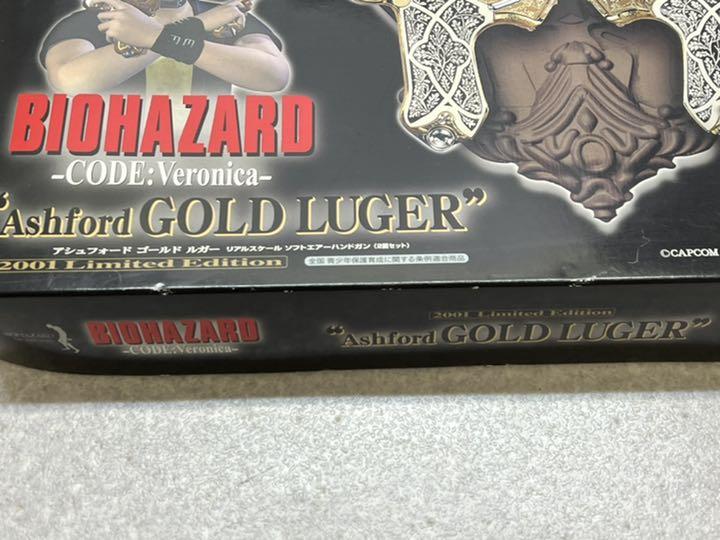 BIOHAZARD
-CODE:Veronica-
"Ashford GOLD LUGER"
アシュフォード ゴールド ルガー リアルスケール ソフトエアーハンドガン (2挺セット)
2001 Limited Edition
全国 青少年保護育成に関する条例適合商品
©CAPCOM
BIOHAZARD
BIOHAZARD
-CODE:Veronica-
2001 Limited Edition
"Ashford GOLD LUGER"